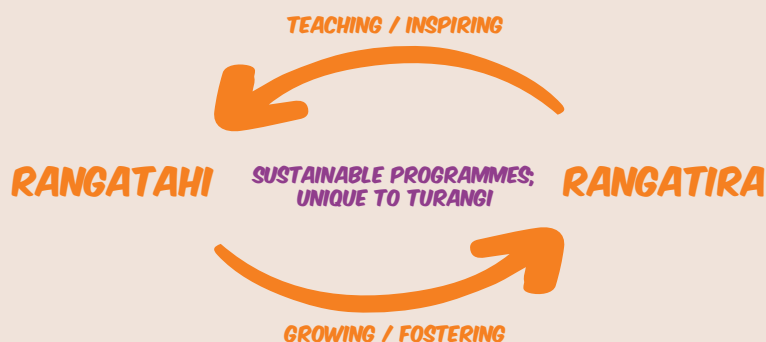 TEACHING / INSPIRING
RANGATAHI
SUSTAINABLE PROGRAMMES;
UNIQUE TO TURANGI
RANGATIRA
GROWING / FOSTERING